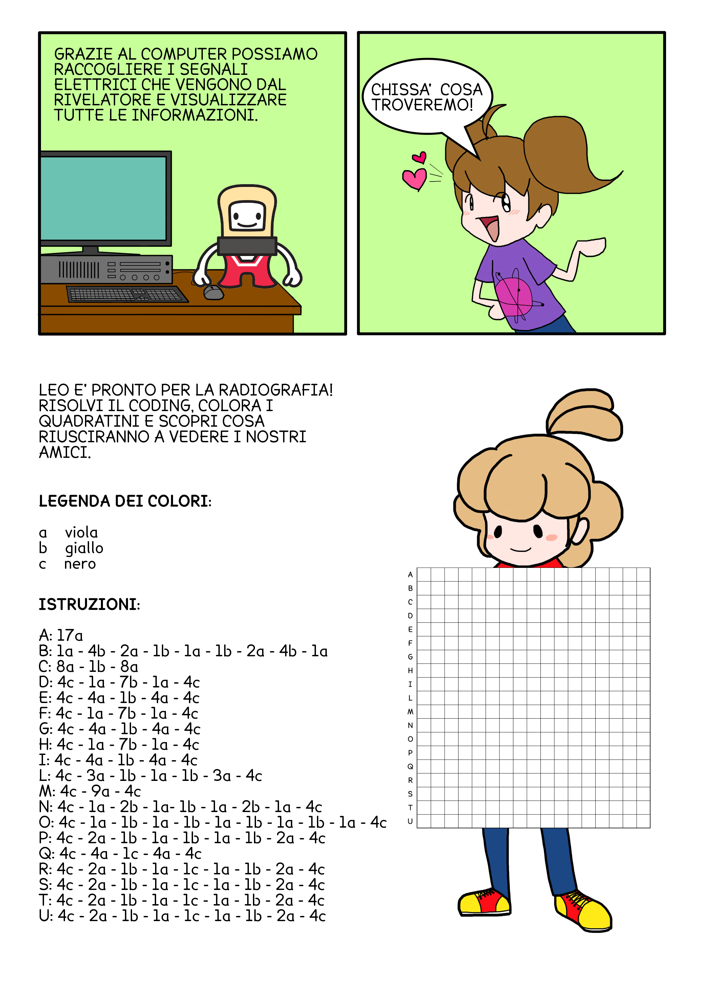 GRAZIE AL COMPUTER POSSIAMO
RACCOGLIERE I SEGNALI
ELETTRICI CHE VENGONO DAL
RIVELATORE E VISUALIZZARE
TUTTE LE INFORMAZIONI.
CHISSA' COSA
TROVEREMO!
LEO E' PRONTO PER LA RADIOGRAFIA!
RISOLVI IL CODING, COLORA I
QUADRATINI E SCOPRI COSA
RIUSCIRANNO A VEDERE I NOSTRI
AMICI.
LEGENDA DEI COLORI:
a viola
b giallo
c nero
ISTRUZIONI:
A: 17a
B: 1a - 4b - 2a - 1b - 1a - 1b - 2a - 4b - 1a
C: 8a - 1b - 8a
D: 4c - 1a - 7b - 1a - 4c
E: 4c - 4a - 1b - 4a - 4c
F: 4c - 1a - 7b - 1a - 4c
G: 4c - 4a - 1b - 4a - 4c
H: 4c - 1a - 7b - 1a - 4c
I: 4c - 4a - 1b - 4a - 4c
L: 4c - 3a - 1b - 1a - 1b - 3a - 4c
M: 4c - 9a - 4c
N: 4c - 1a - 2b - 1a- 1b - 1a - 2b - 1a - 4c
O: 4c - 1a - 1b - 1a - 1b - 1a - 1b - 1a - 1b - 1a - 4c
P: 4c - 2a - 1b - 1a - 1b - 1a - 1b - 2a - 4c
Q: 4c - 4a - 1c - 4a - 4c
R: 4c - 2a - 1b - 1a - 1c - 1a - 1b - 2a - 4c
S: 4c - 2a - 1b - 1a - 1c - 1a - 1b - 2a - 4c
T: 4c - 2a - 1b - 1a - 1c - 1a - 1b - 2a - 4c
U: 4c - 2a - 1b - 1a - 1c - 1a - 1b - 2a - 4c
A
B
C
D
E
F
G
H
I
L
M
N
O
P
Q
R
S
T
U